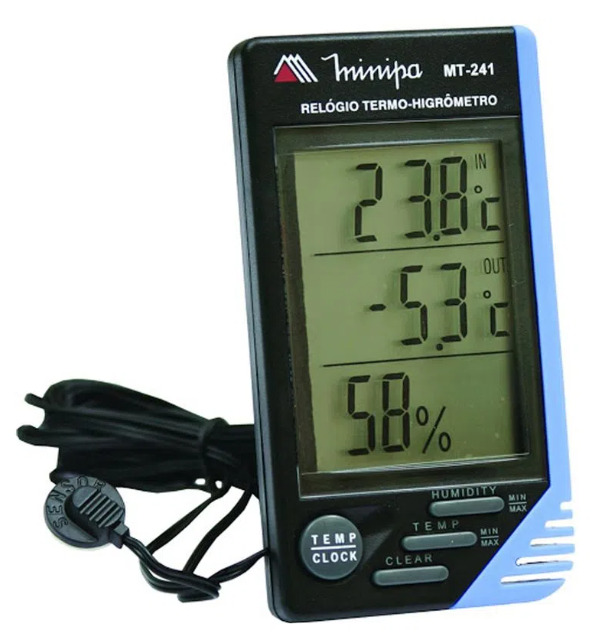 minipa MT-241
RELÓGIO TERMO-HIGRÔMETRO
IN
23.8°c
OUT
-5.3°c
58%
HUMIDITY MIN MAX
TEMP MIN MAX
CLEAR
TEMP
CLOCK
SENSOR